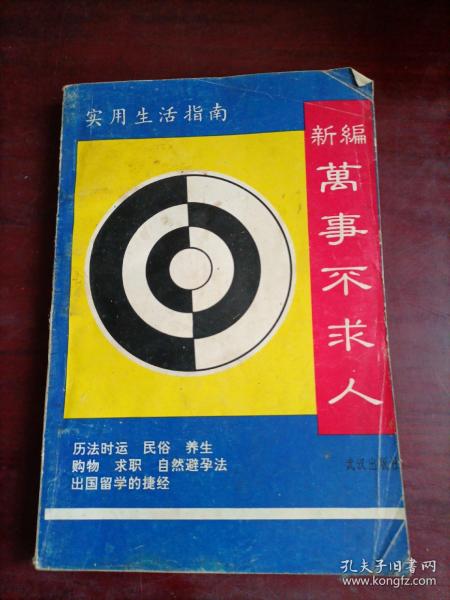 实用生活指南
新編
萬事不求人
历法时运 民俗 养生
购物 求职 自然避孕法
出国留学的捷经
武汉出版社
孔夫子旧书网
kongfz.com